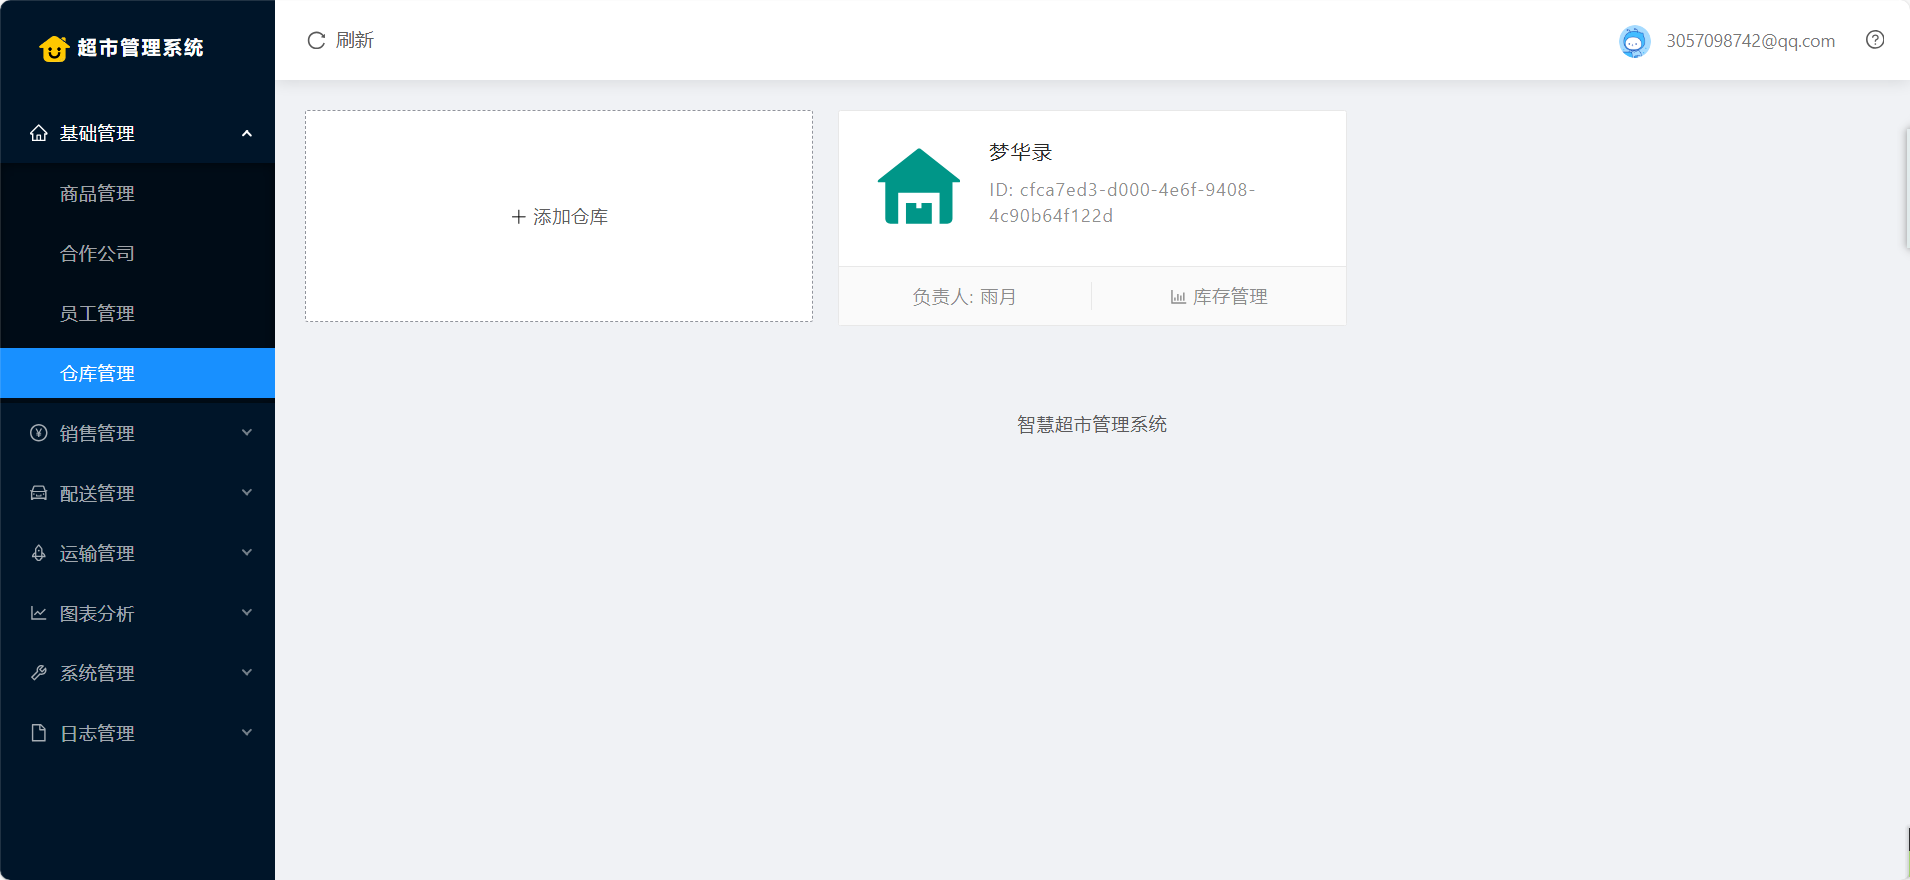 超市管理系统
基础管理
商品管理
合作公司
员工管理
仓库管理
销售管理
配送管理
运输管理
图表分析
系统管理
日志管理
刷新
3057098742@qq.com
+ 添加仓库
梦华录
ID: cfca7ed3-d000-4e6f-9408-
4c90b64f122d
负责人: 雨月
库存管理
智慧超市管理系统